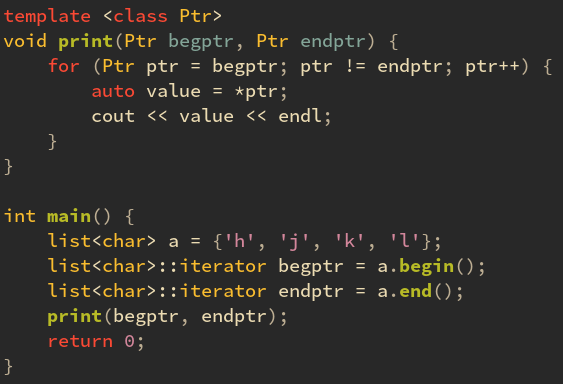 template <class Ptr>
void print(Ptr begptr, Ptr endptr) {
    for (Ptr ptr = begptr; ptr != endptr; ptr++) {
        auto value = *ptr;
        cout << value << endl;
    }
}

int main() {
    list<char> a = {'h', 'j', 'k', 'l'};
    list<char>::iterator begptr = a.begin();
    list<char>::iterator endptr = a.end();
    print(begptr, endptr);
    return 0;
}